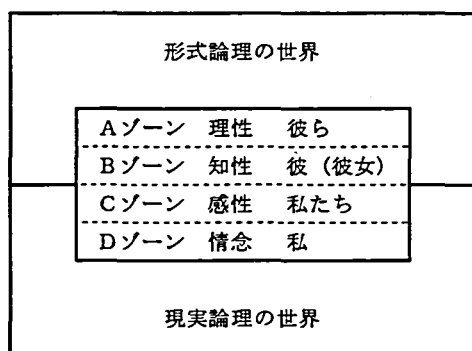 形式論理の世界
Aゾーン 理性 彼ら
Bゾーン 知性 彼（彼女）
Cゾーン 感性 私たち
Dゾーン 情念 私
現実論理の世界